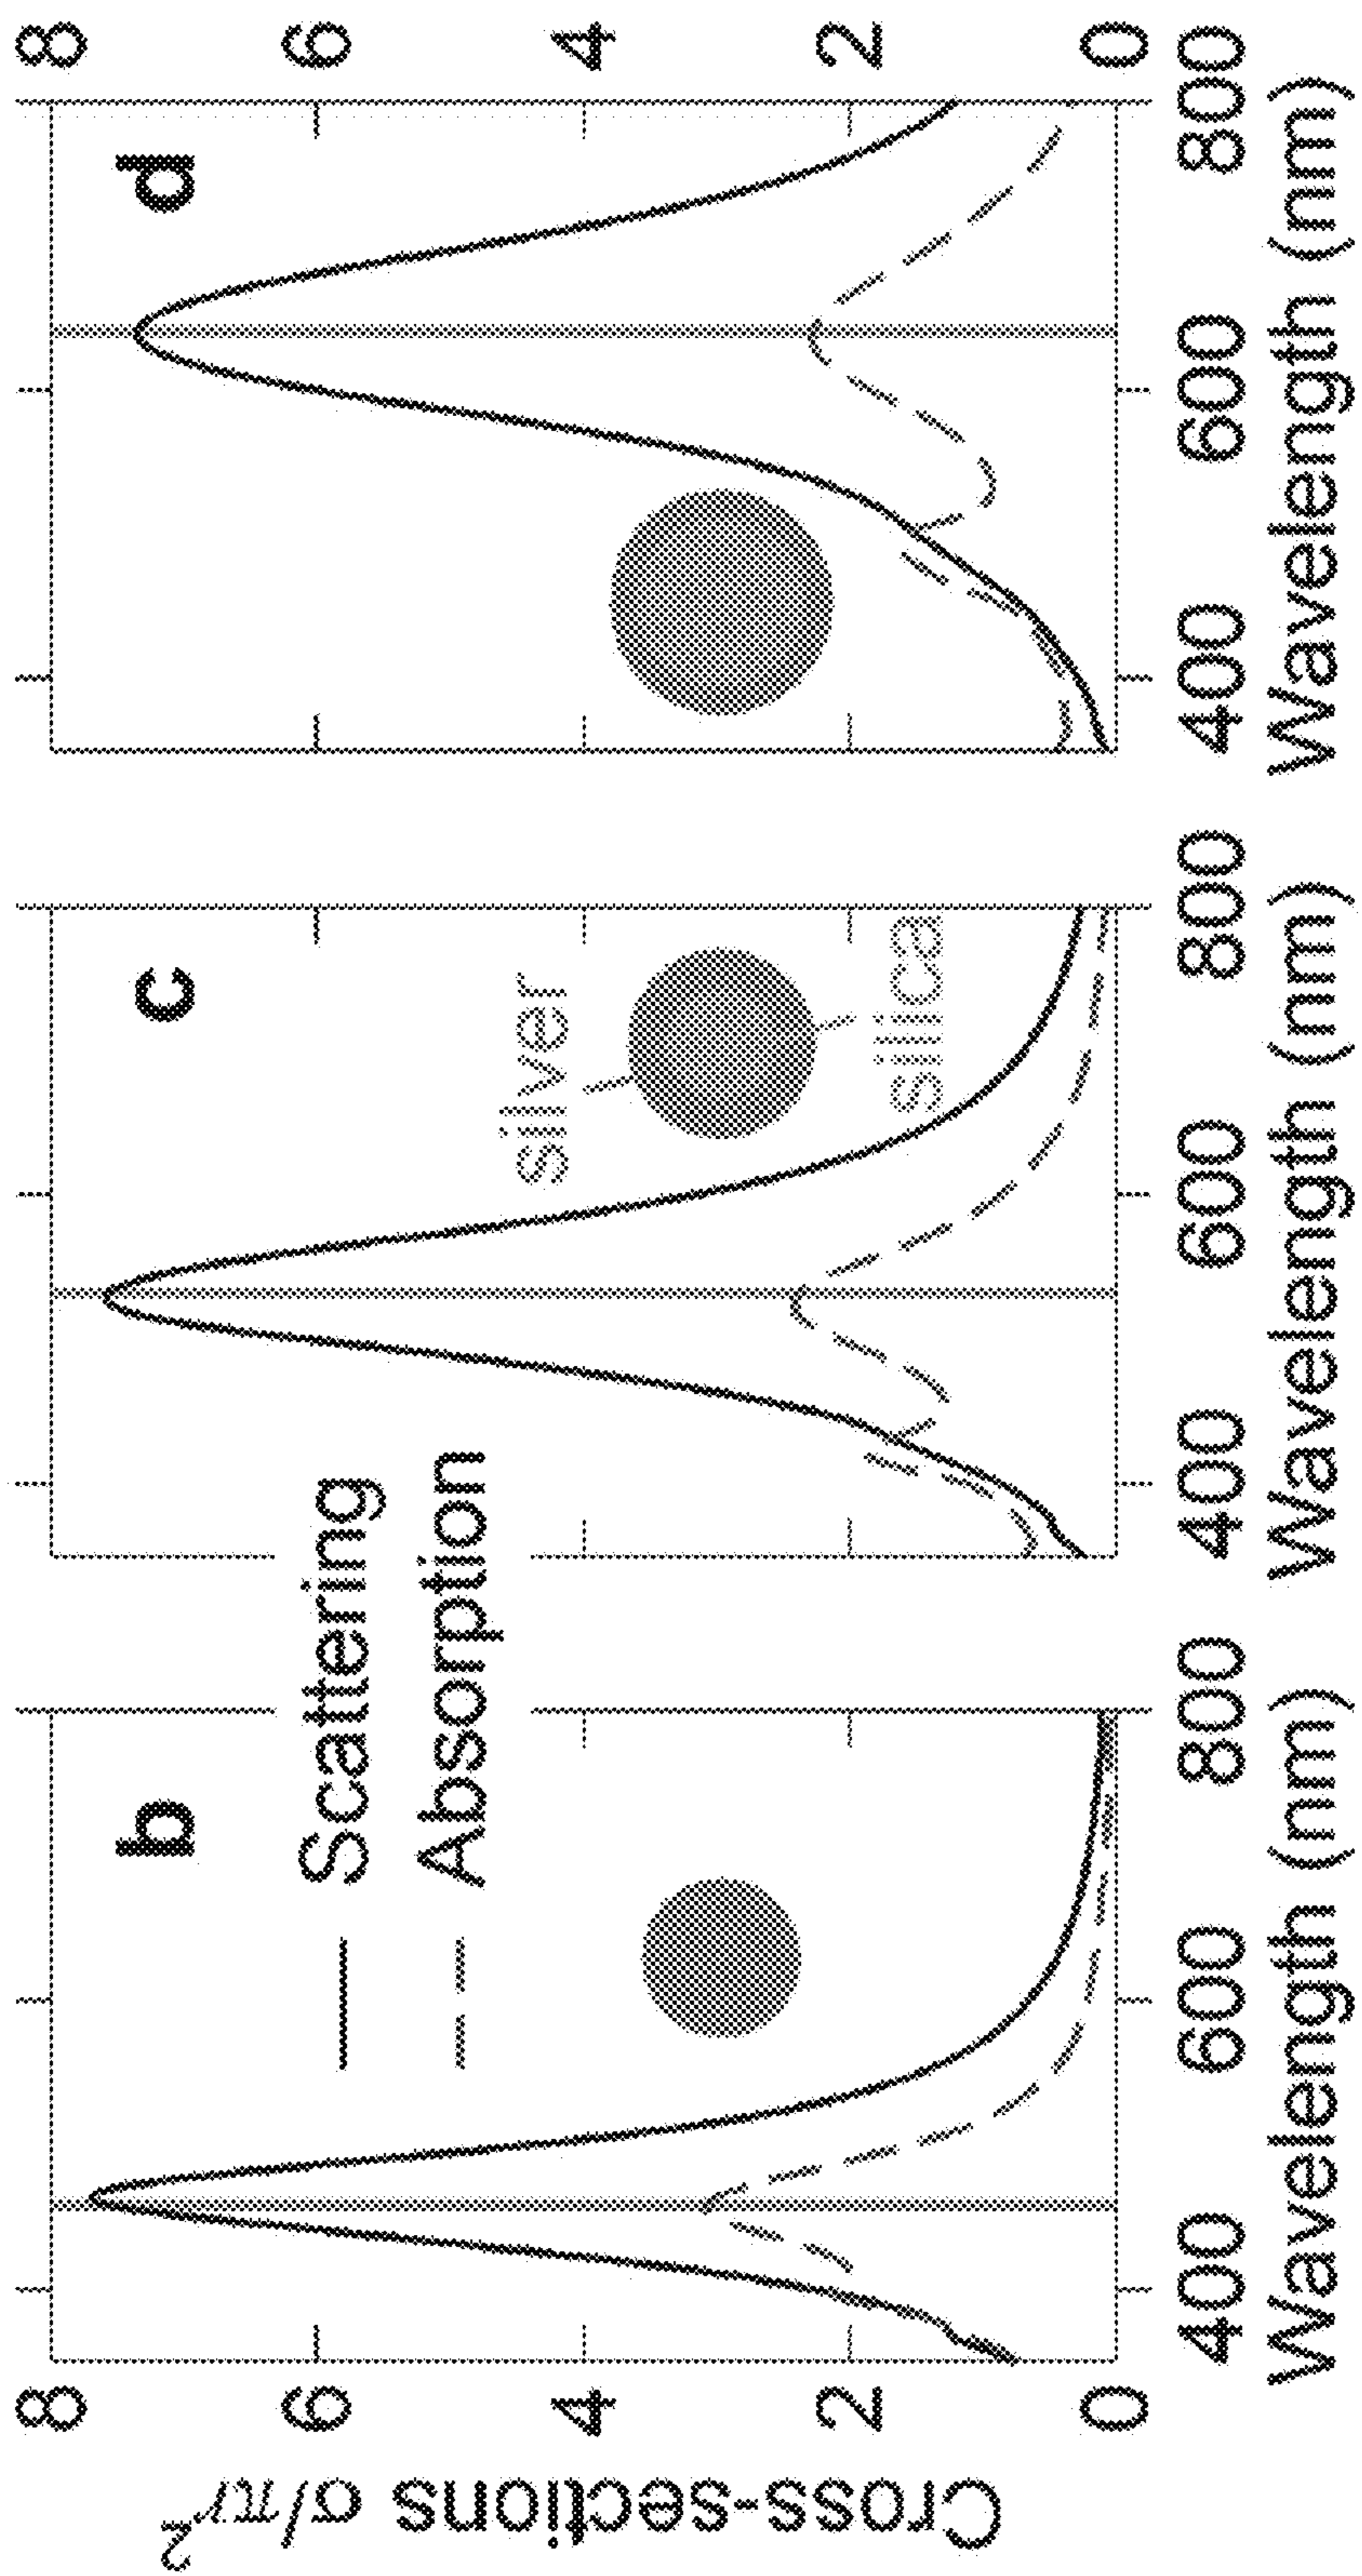 b
c
d
Scattering
Absorption
silver
silica
8
6
4
2
0
8
6
4
2
0
Cross-sections σ/πr²
400 600 800
400 600 800
400 600 800
Wavelength (nm)
Wavelength (nm)
Wavelength (nm)